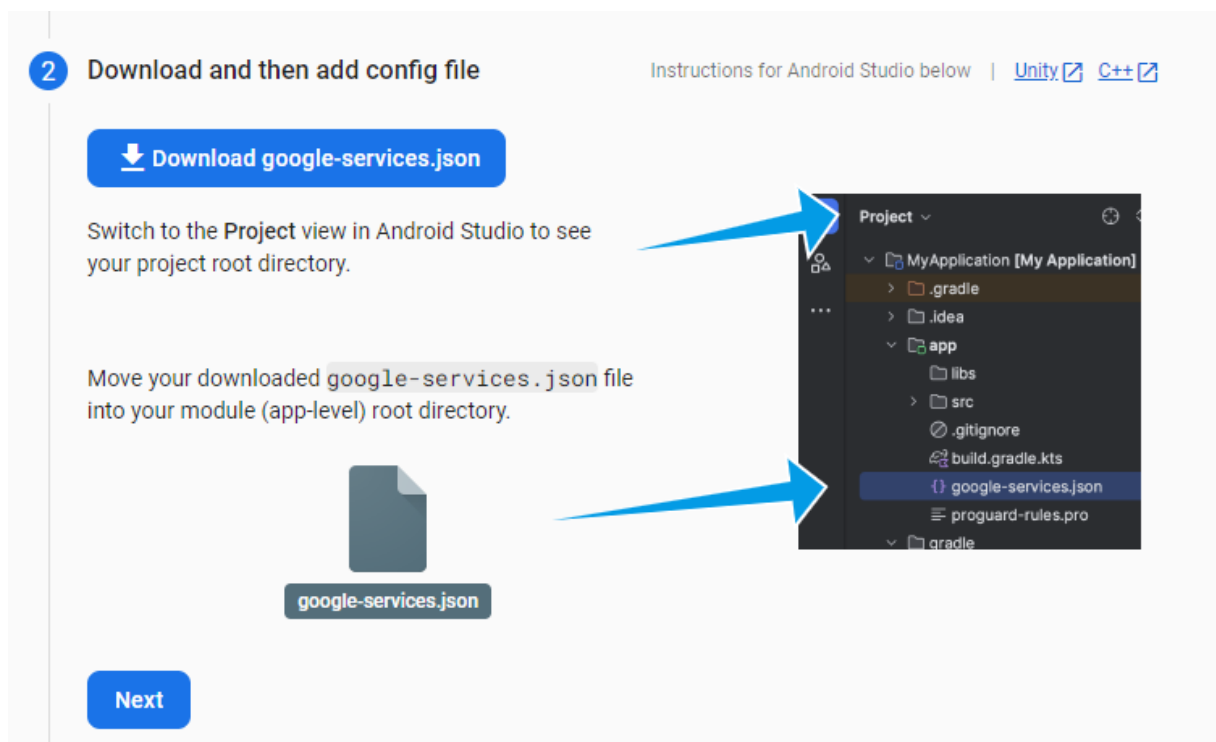 2 Download and then add config file
Instructions for Android Studio below | Unity C++
Download google-services.json
Switch to the Project view in Android Studio to see
your project root directory.
Move your downloaded google-services.json file
into your module (app-level) root directory.
google-services.json
Next
Project
MyApplication [My Application]
.gradle
.idea
app
libs
src
.gitignore
build.gradle.kts
{} google-services.json
proguard-rules.pro
gradle